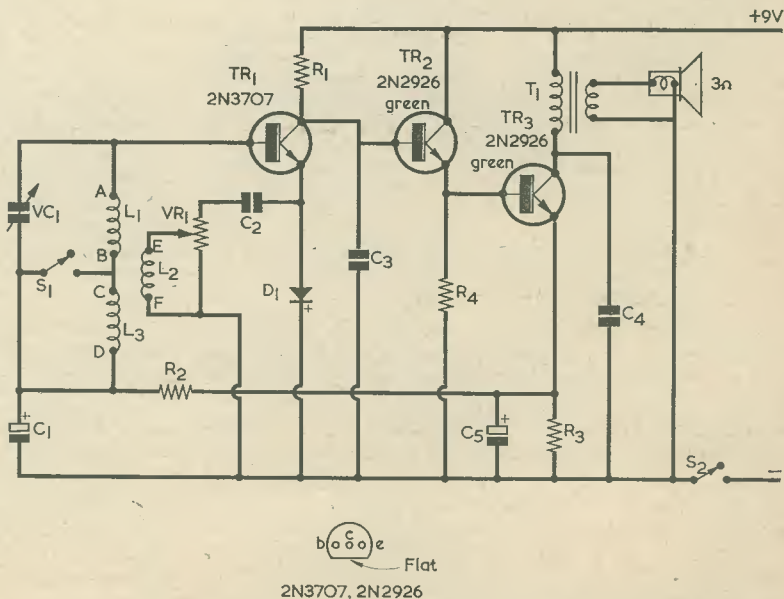 +9V
TR1
2N3707
R1
TR2
2N2926
green
T1
3Ω
TR3
2N2926
green
A
L1
B
VC1
S1
C
L3
D
E
L2
F
VR1
C2
C3
D1
+
R4
C4
R2
+
C1
+
C5
R3
S2
−
b
c
e
Flat
2N3707, 2N2926